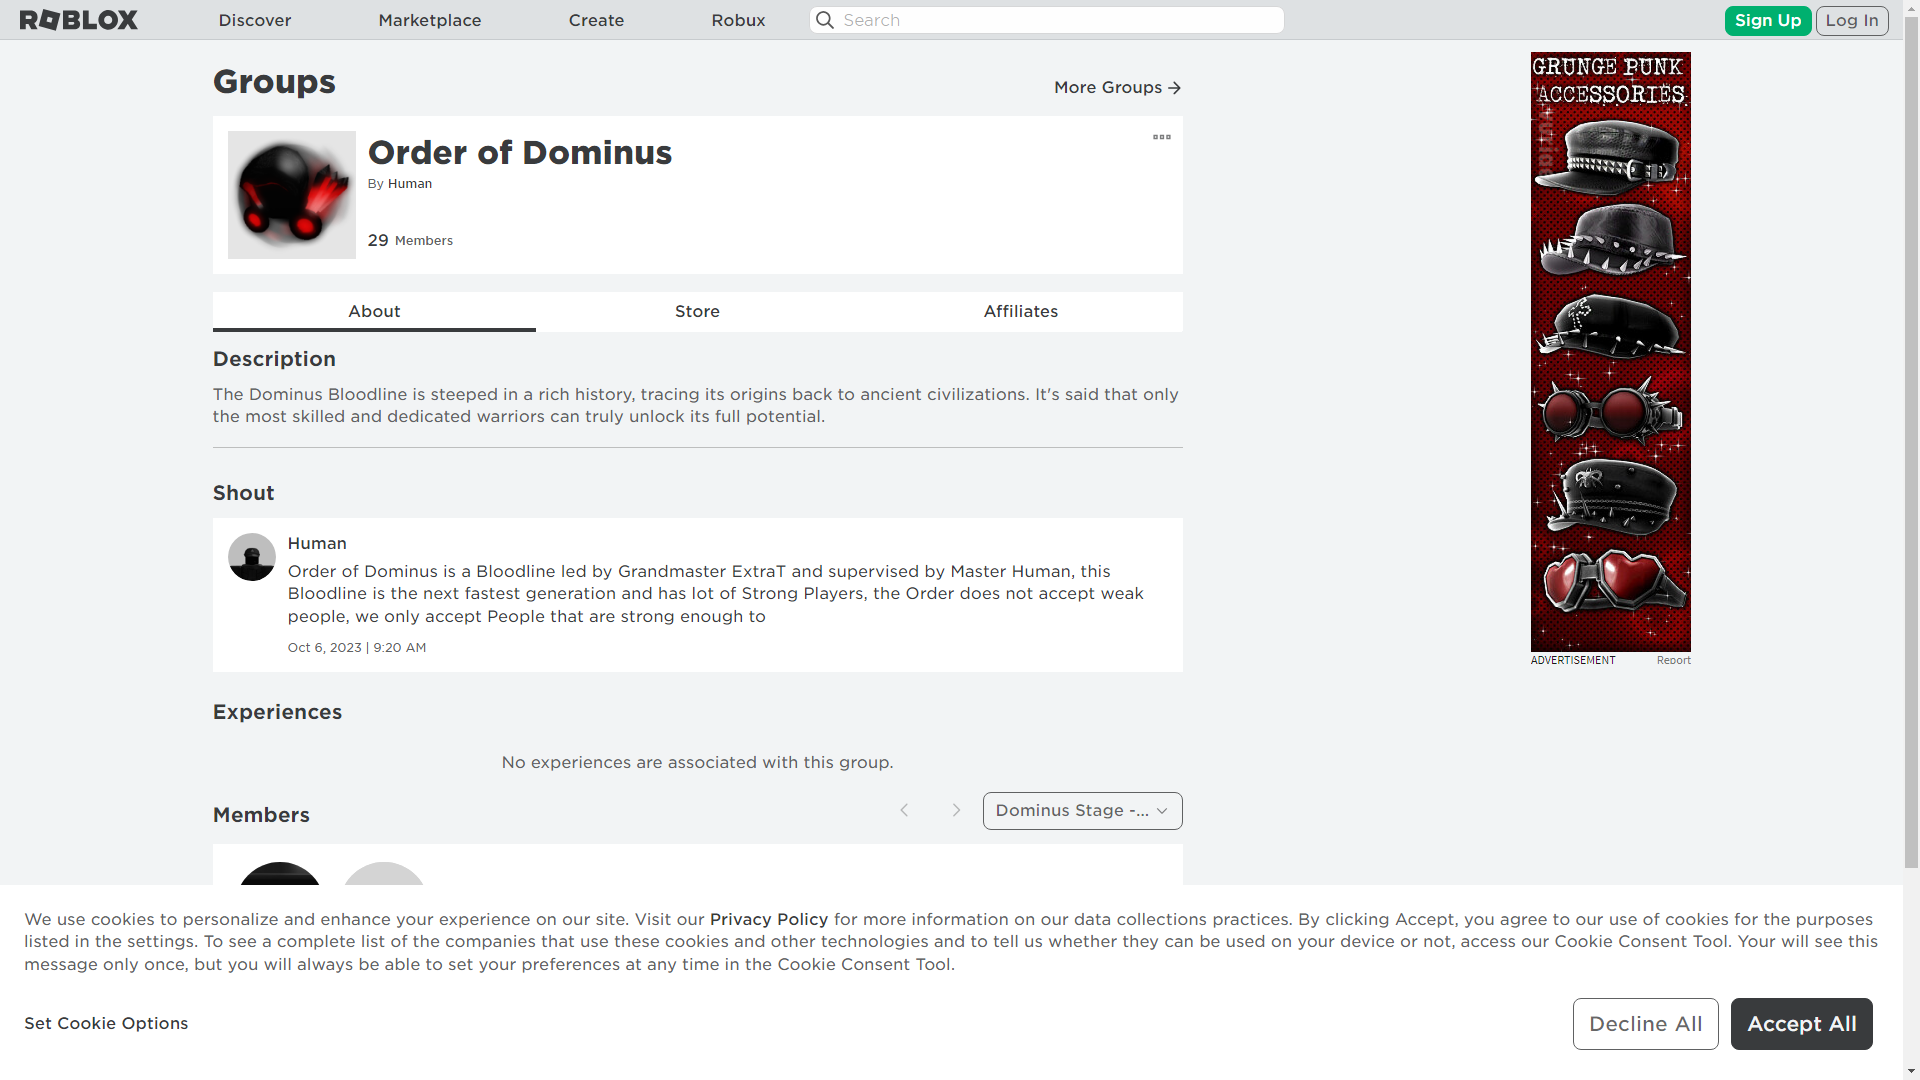 ROBLOX
Discover
Marketplace
Create
Robux
Search
Sign Up
Log In
Groups
More Groups
Order of Dominus
By Human
29 Members
About
Store
Affiliates
Description
The Dominus Bloodline is steeped in a rich history, tracing its origins back to ancient civilizations. It's said that only
the most skilled and dedicated warriors can truly unlock its full potential.
Shout
Human
Order of Dominus is a Bloodline led by Grandmaster ExtraT and supervised by Master Human, this
Bloodline is the next fastest generation and has lot of Strong Players, the Order does not accept weak
people, we only accept People that are strong enough to
Oct 6, 2023 | 9:20 AM
Experiences
No experiences are associated with this group.
Members
Dominus Stage -...
GRUNGE PUNK
ACCESSORIES
ADVERTISEMENT
Report
We use cookies to personalize and enhance your experience on our site. Visit our Privacy Policy for more information on our data collections practices. By clicking Accept, you agree to our use of cookies for the purposes
listed in the settings. To see a complete list of the companies that use these cookies and other technologies and to tell us whether they can be used on your device or not, access our Cookie Consent Tool. Your will see this
message only once, but you will always be able to set your preferences at any time in the Cookie Consent Tool.
Set Cookie Options
Decline All
Accept All